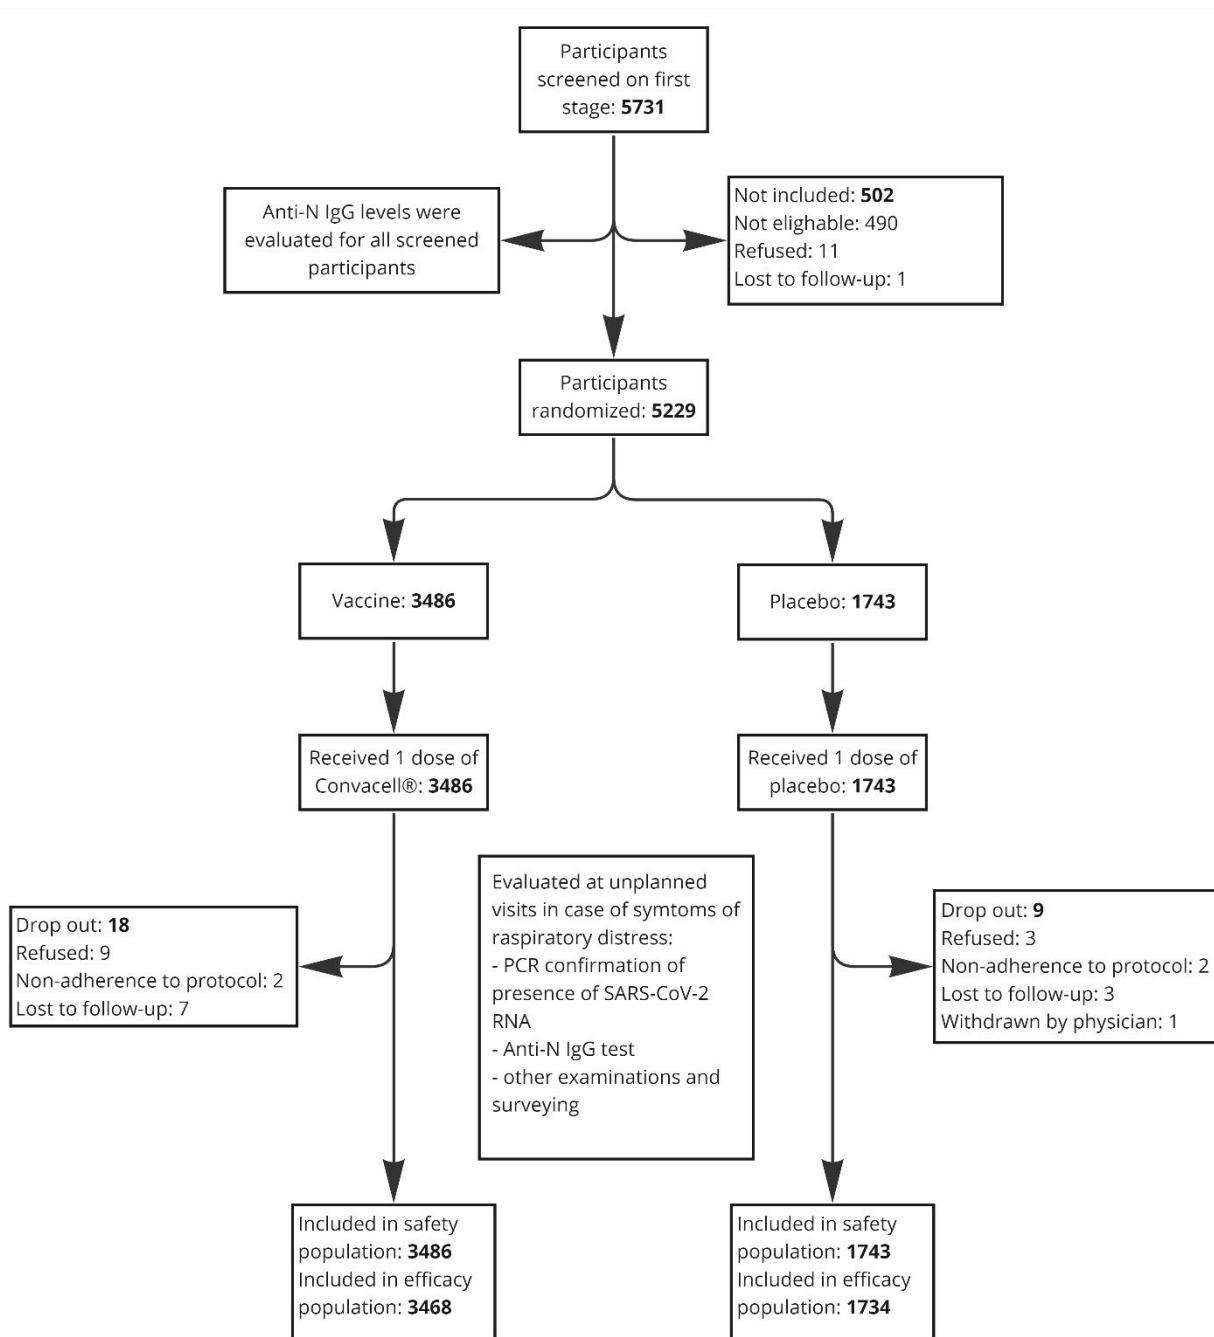 Participants
screened on first
stage: 5731
Anti-N IgG levels were
evaluated for all screened
participants
Not included: 502
Not elighable: 490
Refused: 11
Lost to follow-up: 1
Participants
randomized: 5229
Vaccine: 3486
Placebo: 1743
Received 1 dose of
Convacell®: 3486
Received 1 dose of
placebo: 1743
Evaluated at unplanned
visits in case of symtoms of
raspiratory distress:
- PCR confirmation of
presence of SARS-CoV-2
RNA
- Anti-N IgG test
- other examinations and
surveying
Drop out: 18
Refused: 9
Non-adherence to protocol: 2
Lost to follow-up: 7
Drop out: 9
Refused: 3
Non-adherence to protocol: 2
Lost to follow-up: 3
Withdrawn by physician: 1
Included in safety
population: 3486
Included in efficacy
population: 3468
Included in safety
population: 1743
Included in efficacy
population: 1734